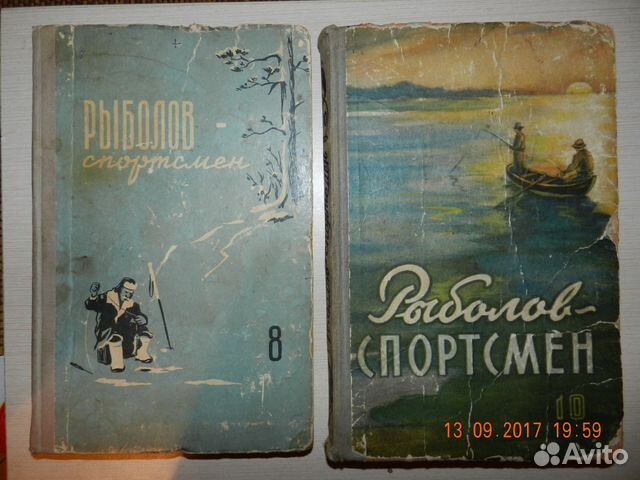 РЫБОЛОВ -
спортсмен
8
Рыболов-
СПОРТСМЕН
10
13 09 2017 19:59
Avito